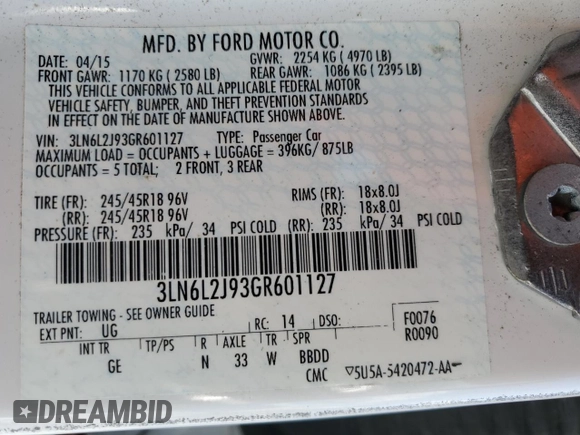 MFD. BY FORD MOTOR CO.
DATE: 04/15 GVWR: 2254 KG ( 4970 LB)
FRONT GAWR: 1170 KG ( 2580 LB) REAR GAWR: 1086 KG ( 2395 LB)
THIS VEHICLE CONFORMS TO ALL APPLICABLE FEDERAL MOTOR
VEHICLE SAFETY, BUMPER, AND THEFT PREVENTION STANDARDS
IN EFFECT ON THE DATE OF MANUFACTURE SHOWN ABOVE.
VIN: 3LN6L2J93GR601127 TYPE: Passenger Car
MAXIMUM LOAD = OCCUPANTS + LUGGAGE = 396KG/ 875LB
OCCUPANTS = 5 TOTAL; 2 FRONT, 3 REAR
TIRE (FR): 245/45R18 96V RIMS (FR): 18x8.0J
(RR): 245/45R18 96V (RR): 18x8.0J
PRESSURE (FR): 235 kPa/ 34 PSI COLD (RR): 235 kPa/ 34 PSI COLD
3LN6L2J93GR601127
TRAILER TOWING - SEE OWNER GUIDE
EXT PNT: UG RC: 14 DSO: F0076
R0090
INT TR TP/PS R AXLE TR SPR
GE N 33 W BBDD
CMC ▽5U5A-5420472-AA
DREAMBID